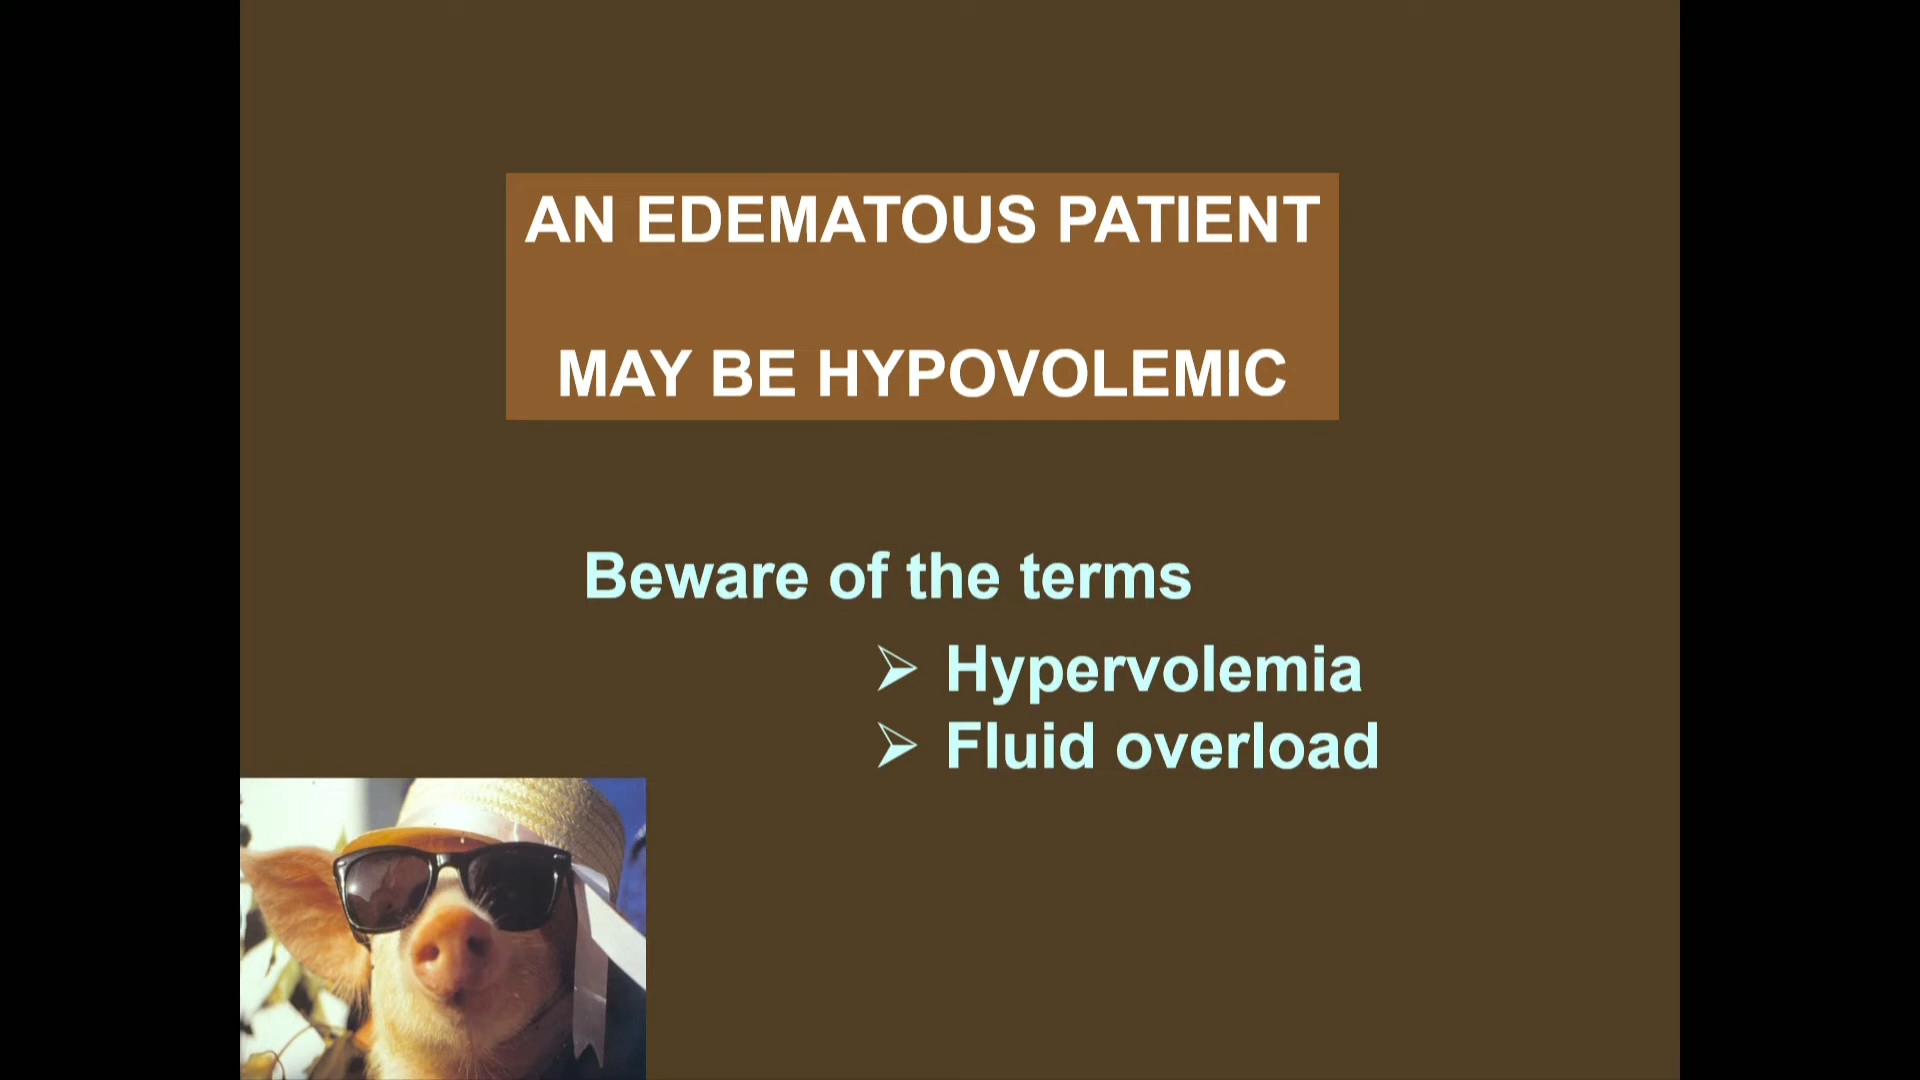 AN EDEMATOUS PATIENT
MAY BE HYPOVOLEMIC
Beware of the terms
➢ Hypervolemia
➢ Fluid overload